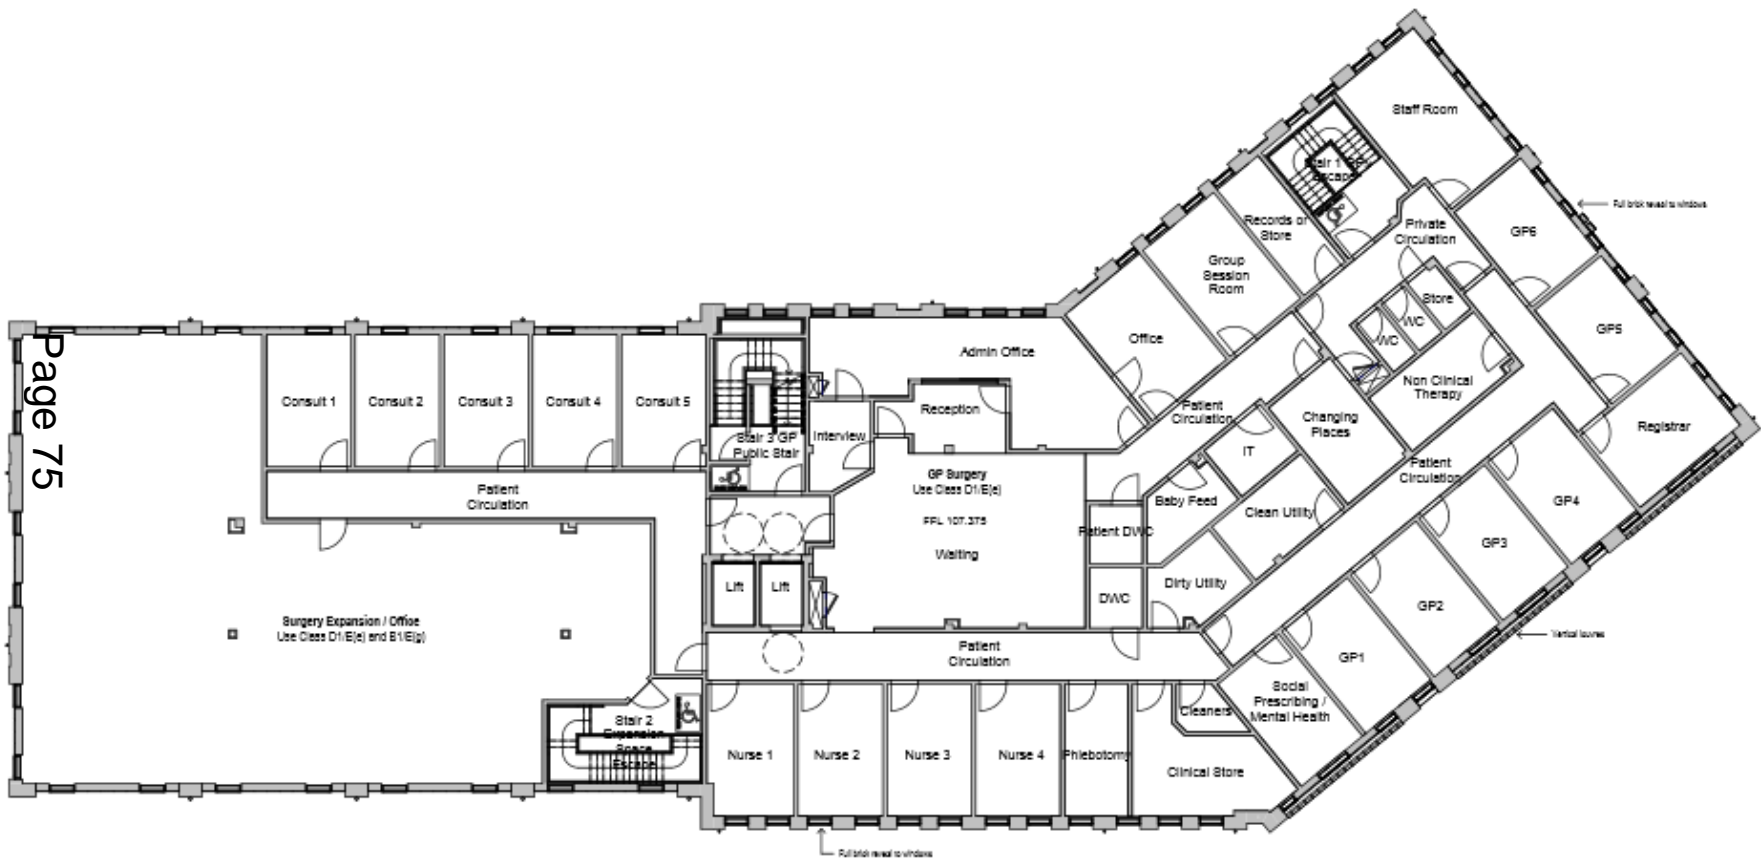 Page 75
Staff Room
Stair 1 GP
Escape
Full brick reveal to windows
Records or
Store
Private
Circulation
GP6
Group
Session
Room
Store
WC
WC
GP5
Office
Admin Office
Non Clinical
Therapy
Consult 1
Consult 2
Consult 3
Consult 4
Consult 5
Reception
Patient
Circulation
Changing
Places
Registrar
Stair 3 GP
Public Stair
Interview
IT
GP Surgery
Use Class D1/E(e)
FFL 107.375
Waiting
Patient
Circulation
Patient
Circulation
Baby Feed
Clean Utility
GP4
Patient DWC
GP3
Lift
Lift
DWC
Dirty Utility
GP2
Surgery Expansion / Office
Use Class D1/E(e) and B1/E(g)
Vertical louvres
Patient
Circulation
GP1
Social
Prescribing /
Mental Health
Stair 2
Expansion
Space
Escape
Cleaners
Nurse 1
Nurse 2
Nurse 3
Nurse 4
Phlebotomy
Clinical Store
Full brick reveal to windows